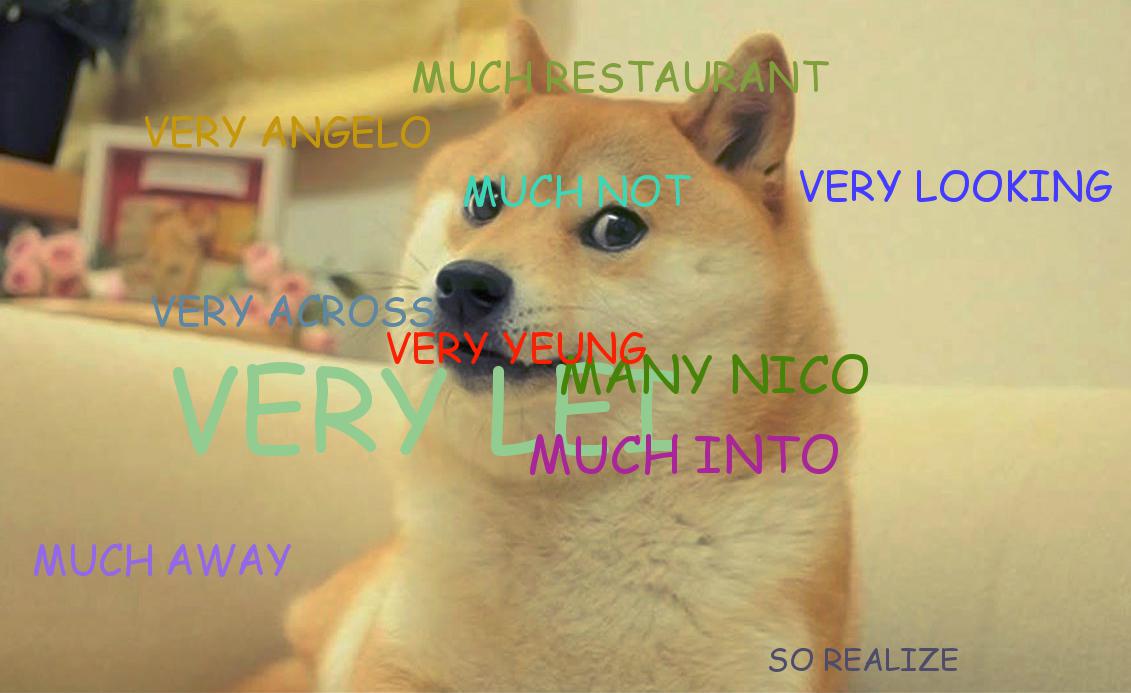 MUCH RESTAURANT
VERY ANGELO
MUCH NOT
VERY LOOKING
VERY ACROSS
VERY YEUNG
MANY NICO
VERY LEI
MUCH INTO
MUCH AWAY
SO REALIZE